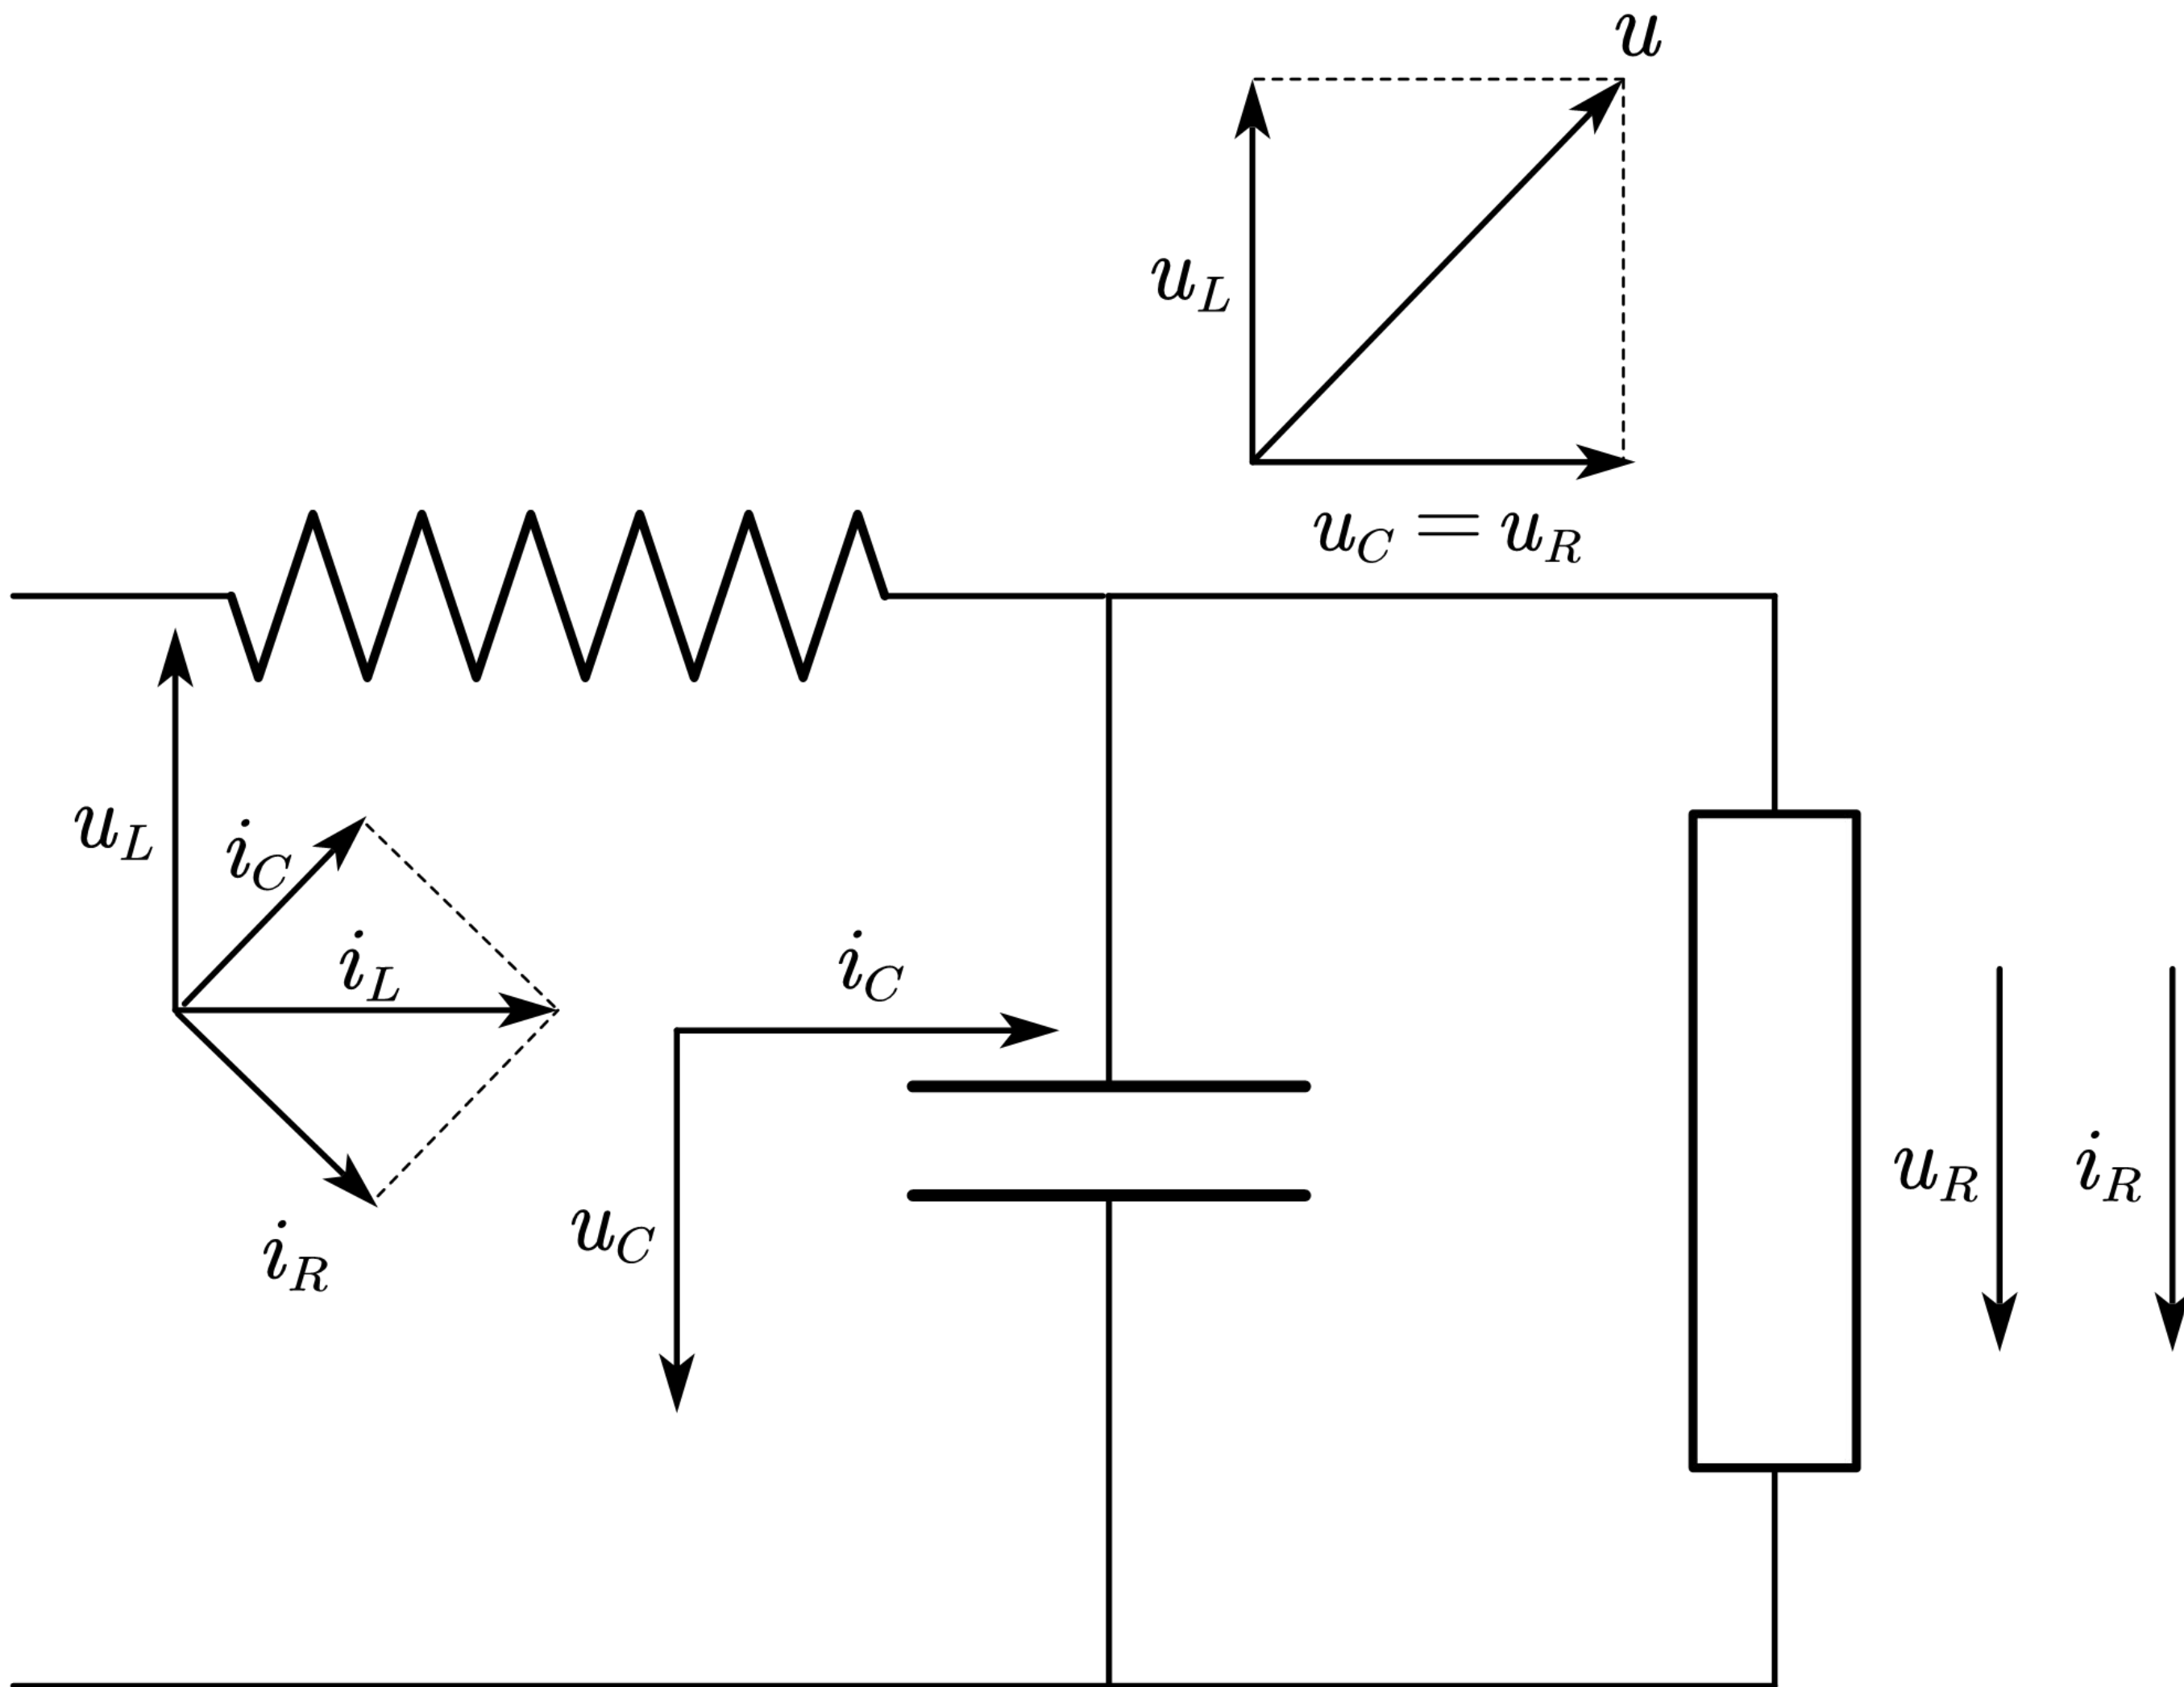 u
u_L
u_C = u_R
u_L
i_C
i_L
i_C
u_R
i_R
u_C
i_R